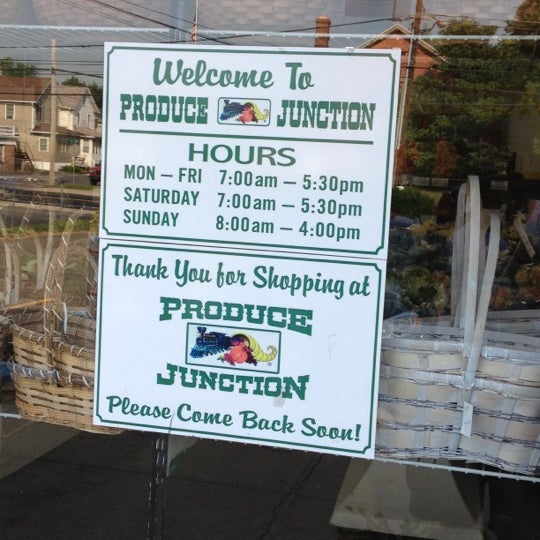 Welcome To
PRODUCE JUNCTION
HOURS
MON — FRI 7:00am — 5:30pm
SATURDAY 7:00am — 5:30pm
SUNDAY 8:00am — 4:00pm
Thank You for Shopping at
PRODUCE
JUNCTION
Please Come Back Soon!